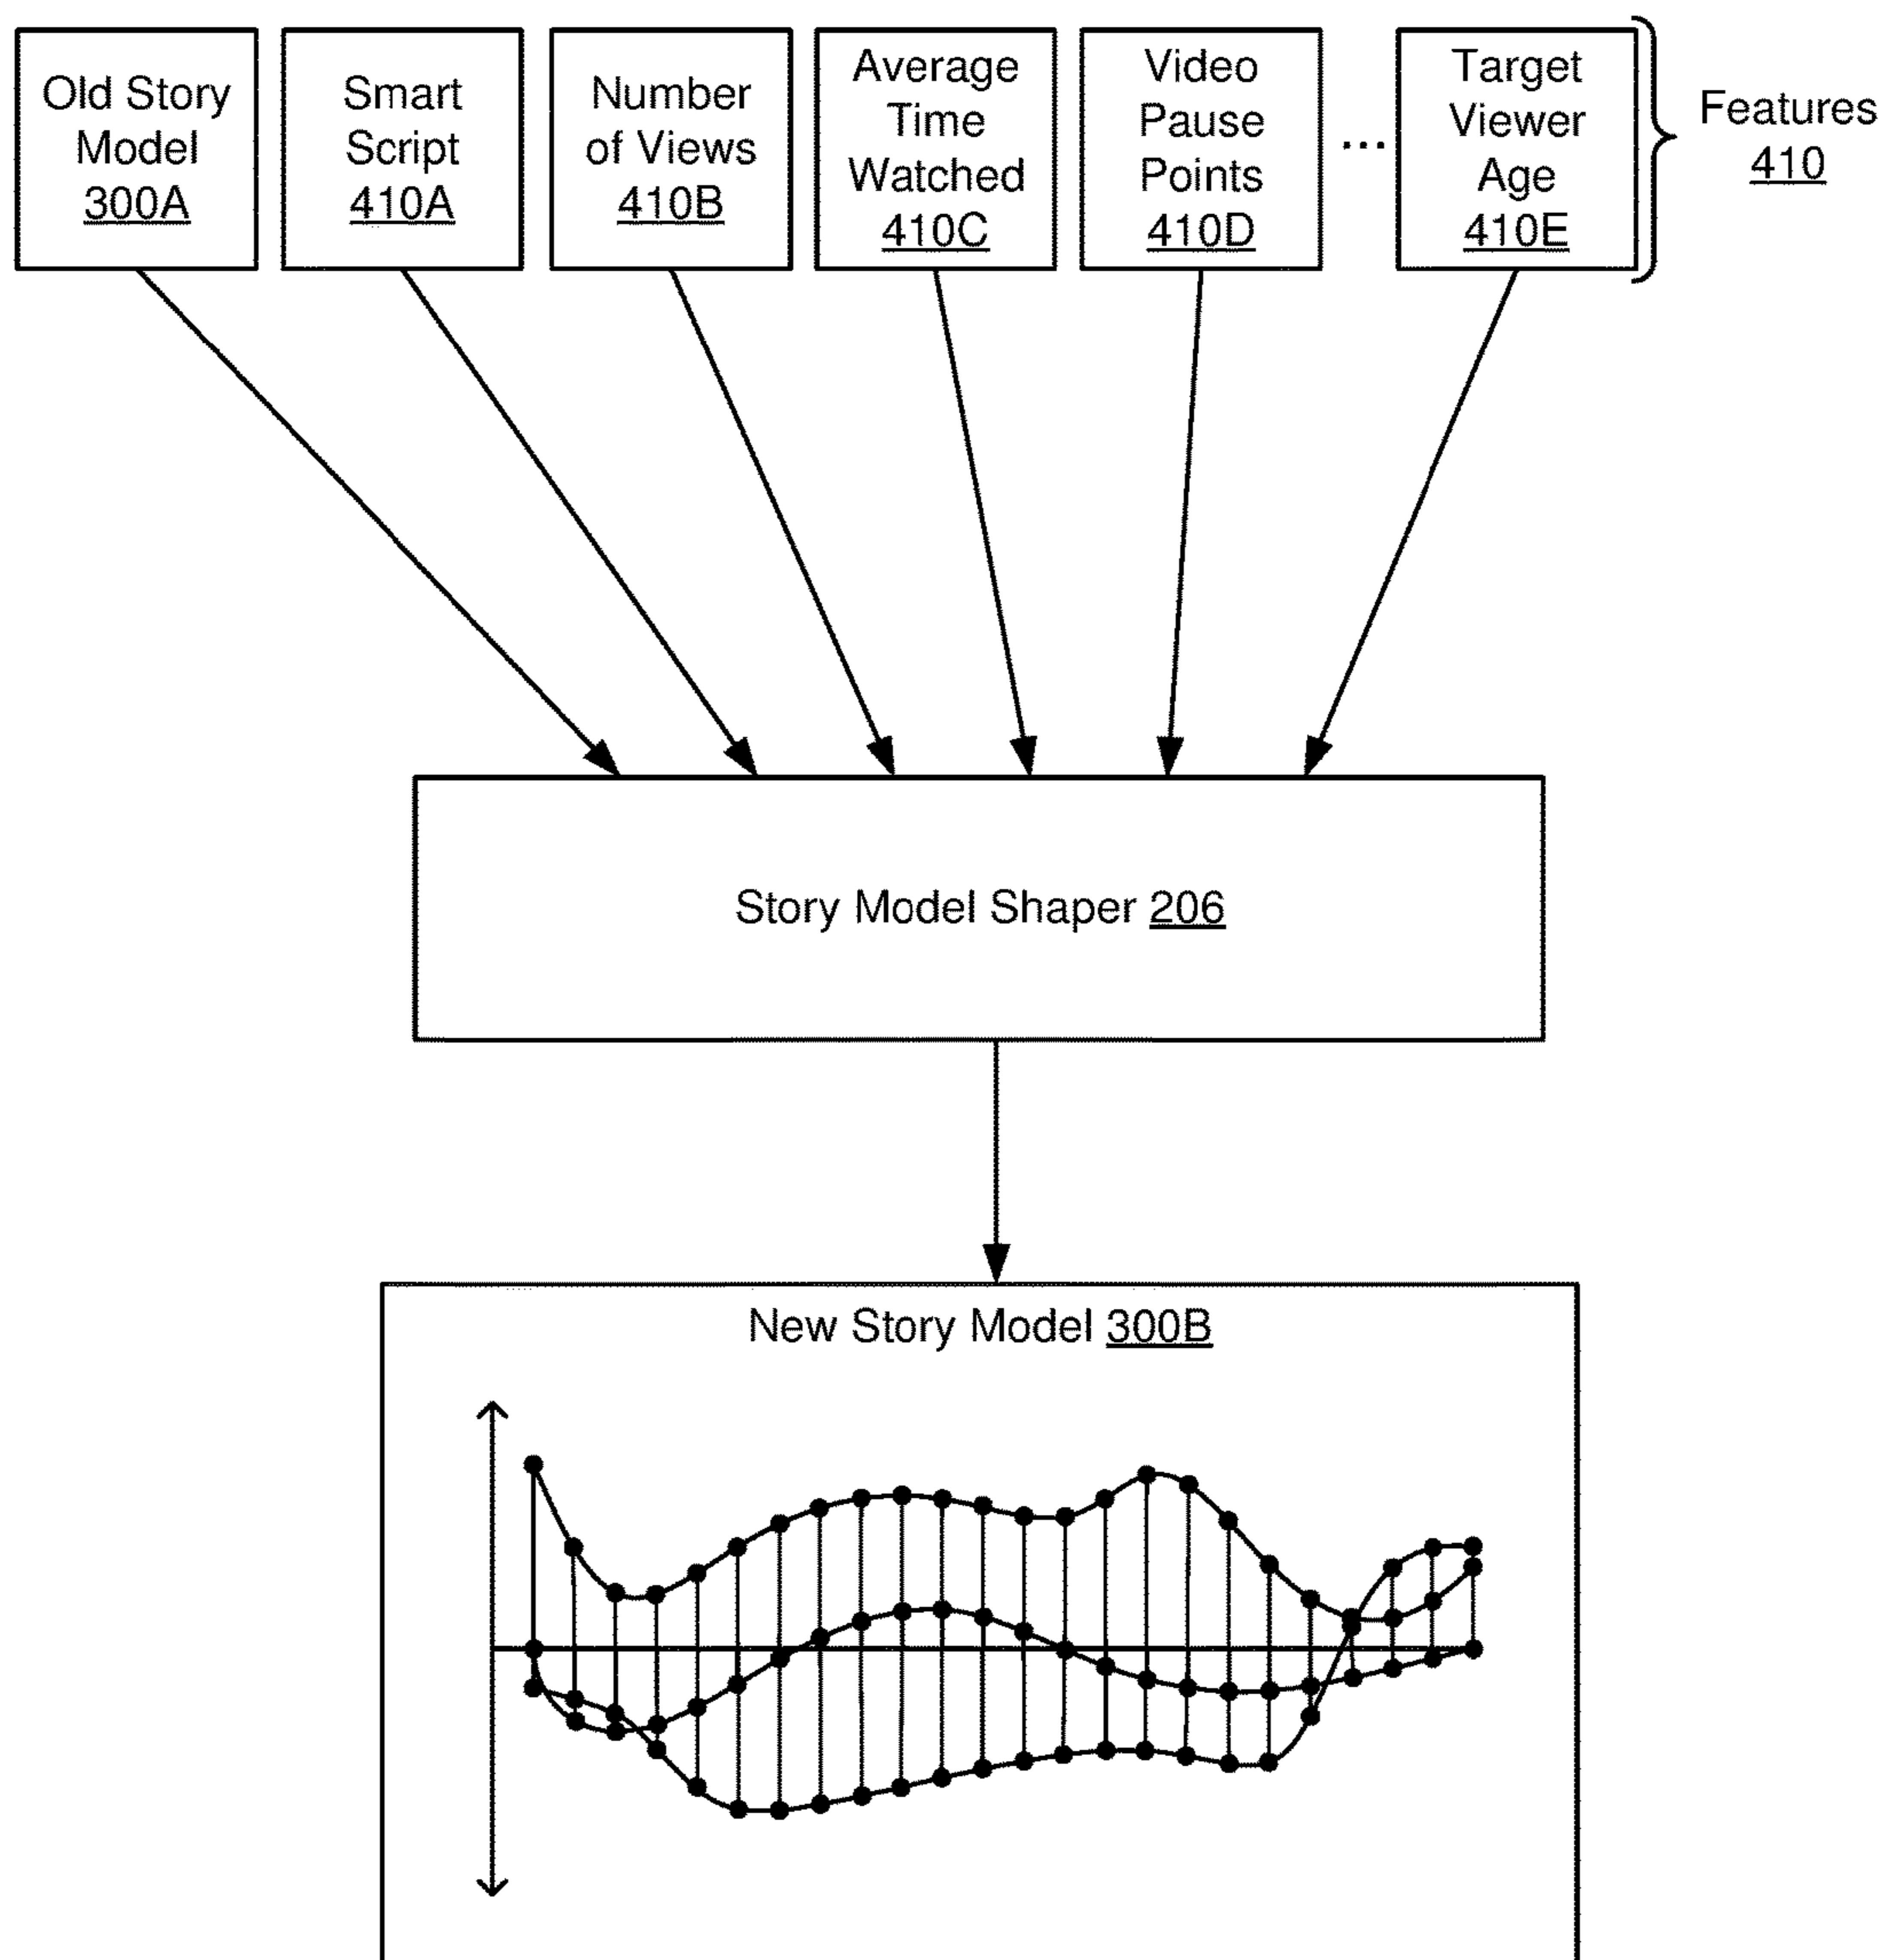 Old Story
Model
300A
Smart
Script
410A
Number
of Views
410B
Average
Time
Watched
410C
Video
Pause
Points
410D
...
Target
Viewer
Age
410E
Features
410
Story Model Shaper 206
New Story Model 300B